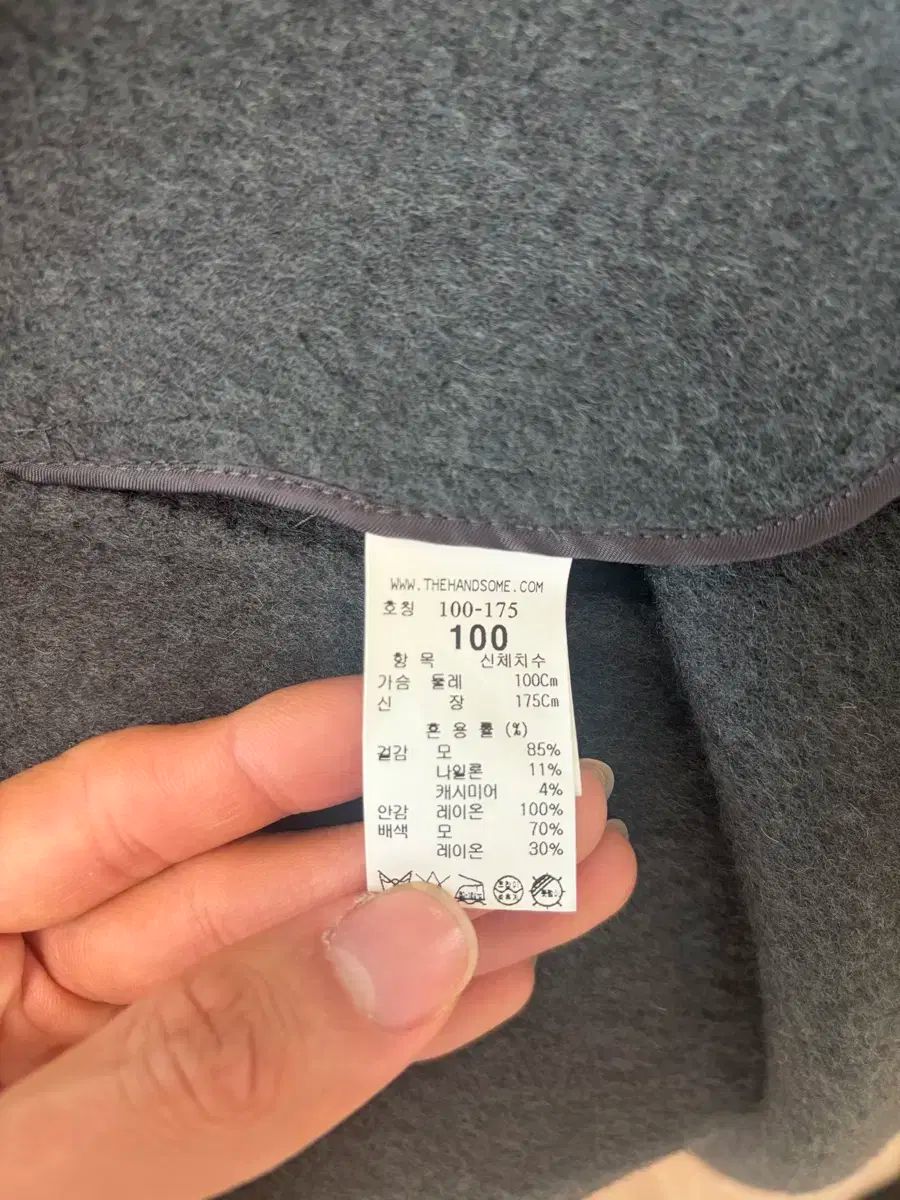 WWW.THEHANDSOME.COM
호칭 100-175
100
항 목 신체치수
가슴 둘레 100Cm
신 장 175Cm
혼 용 률 (%)
겉감 모 85%
나일론 11%
캐시미어 4%
안감 레이온 100%
배색 모 70%
레이온 30%